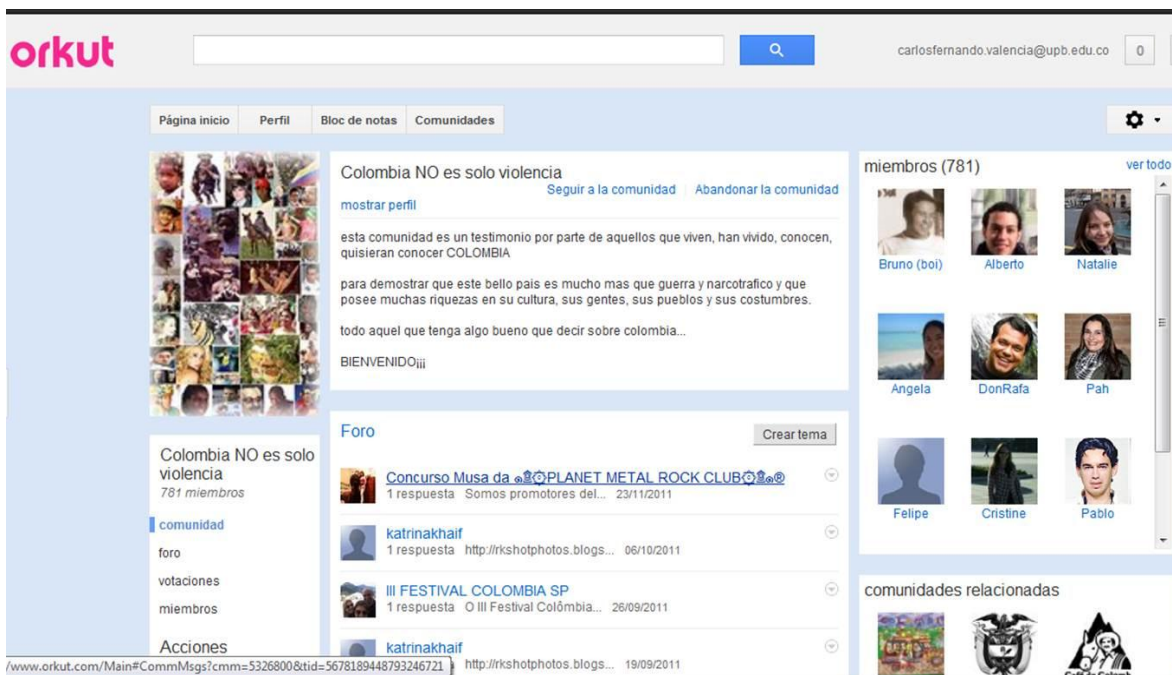 orkut
carlosfernando.valencia@upb.edu.co 0
Página inicio Perfil Bloc de notas Comunidades
Colombia NO es solo violencia
Seguir a la comunidad Abandonar la comunidad
mostrar perfil
esta comunidad es un testimonio por parte de aquellos que viven, han vivido, conocen,
quisieran conocer COLOMBIA
para demostrar que este bello pais es mucho mas que guerra y narcotrafico y que
posee muchas riquezas en su cultura, sus gentes, sus pueblos y sus costumbres.
todo aquel que tenga algo bueno que decir sobre colombia...
BIENVENIDO¡¡¡
miembros (781) ver todo
Bruno (boi) Alberto Natalie
Angela DonRafa Pah
Felipe Cristine Pablo
Colombia NO es solo
violencia
781 miembros
comunidad
foro
votaciones
miembros
Acciones
Foro
Crear tema
Concurso Musa da PLANET METAL ROCK CLUB
1 respuesta Somos promotores del... 23/11/2011
katrinakhaif
1 respuesta http://rkshotphotos.blogs... 06/10/2011
III FESTIVAL COLOMBIA SP
1 respuesta O III Festival Colômbia... 26/09/2011
katrinakhaif
http://rkshotphotos.blogs... 19/09/2011
comunidades relacionadas
Café de Colomb
/www.orkut.com/Main#CommMsgs?cmm=5326800&tid=5678189448793246721